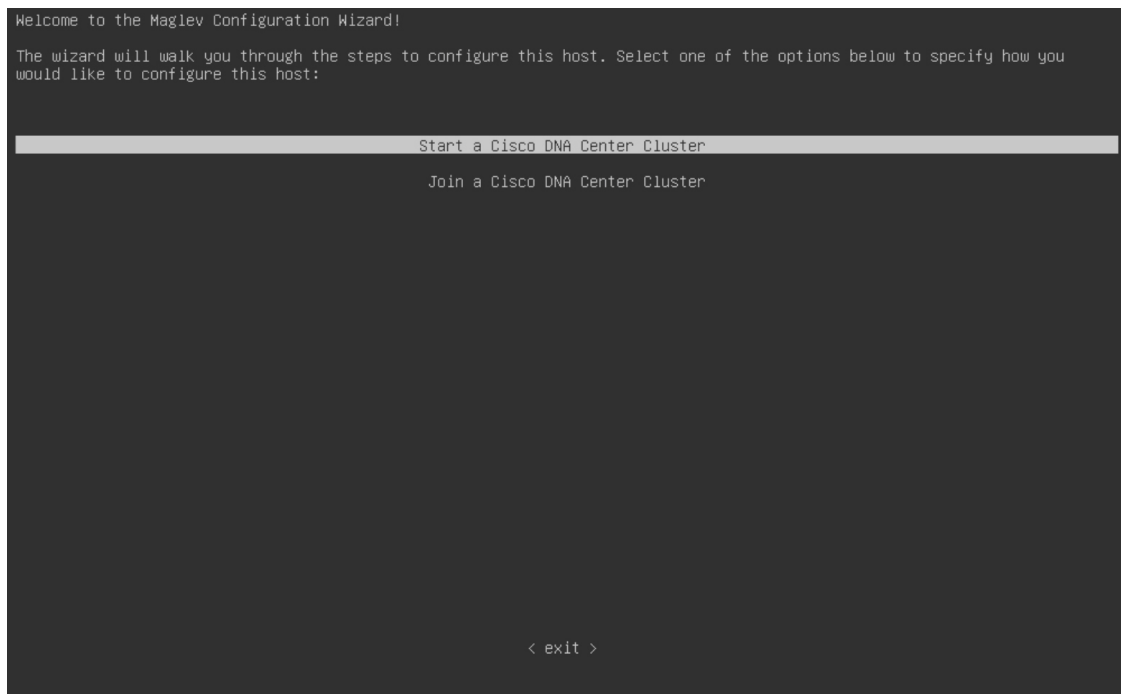 Welcome to the Maglev Configuration Wizard!
The wizard will walk you through the steps to configure this host. Select one of the options below to specify how you
would like to configure this host:
Start a Cisco DNA Center Cluster
Join a Cisco DNA Center Cluster
< exit >